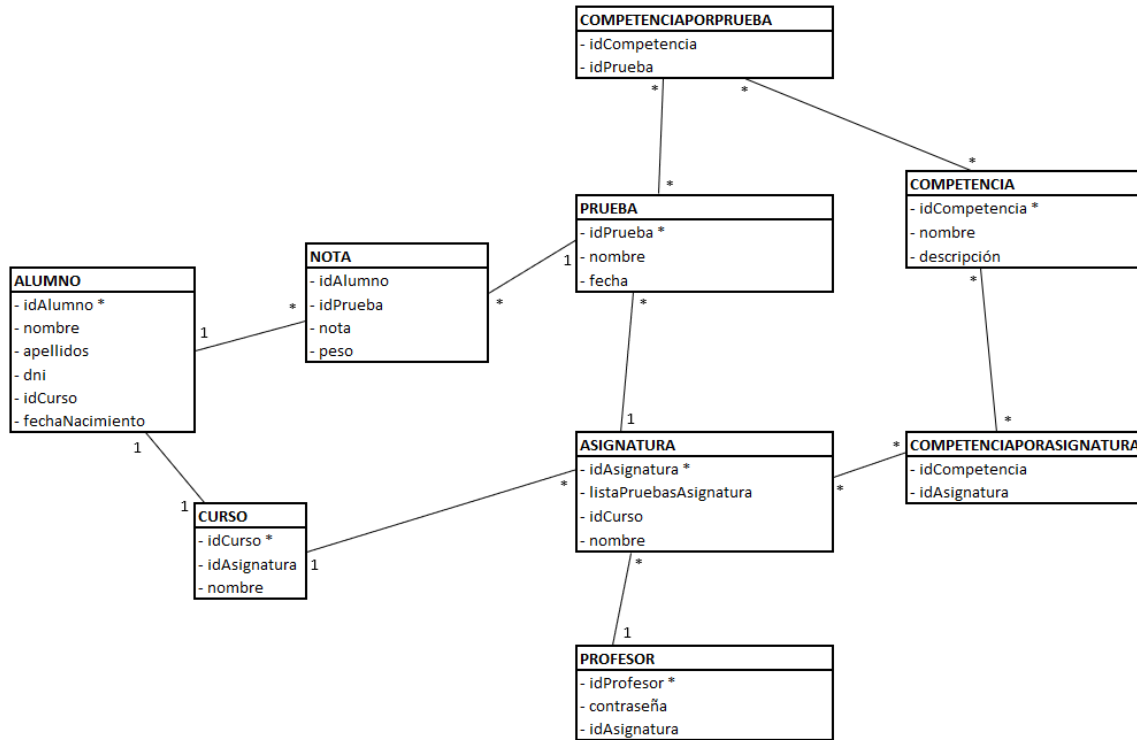 COMPETENCIAPORPRUEBA
- idCompetencia
- idPrueba
*
*
*
*
COMPETENCIA
- idCompetencia *
- nombre
- descripción
*
PRUEBA
- idPrueba *
- nombre
- fecha
1
*
NOTA
- idAlumno
- idPrueba
- nota
- peso
*
*
ALUMNO
- idAlumno *
- nombre
- apellidos
- dni
- idCurso
- fechaNacimiento
1
1
1
*
ASIGNATURA
- idAsignatura *
- listaPruebasAsignatura
- idCurso
- nombre
*
*
*
*
COMPETENCIAPORASIGNATURA
- idCompetencia
- idAsignatura
*
1
CURSO
- idCurso *
- idAsignatura
- nombre
1
1
PROFESOR
- idProfesor *
- contraseña
- idAsignatura